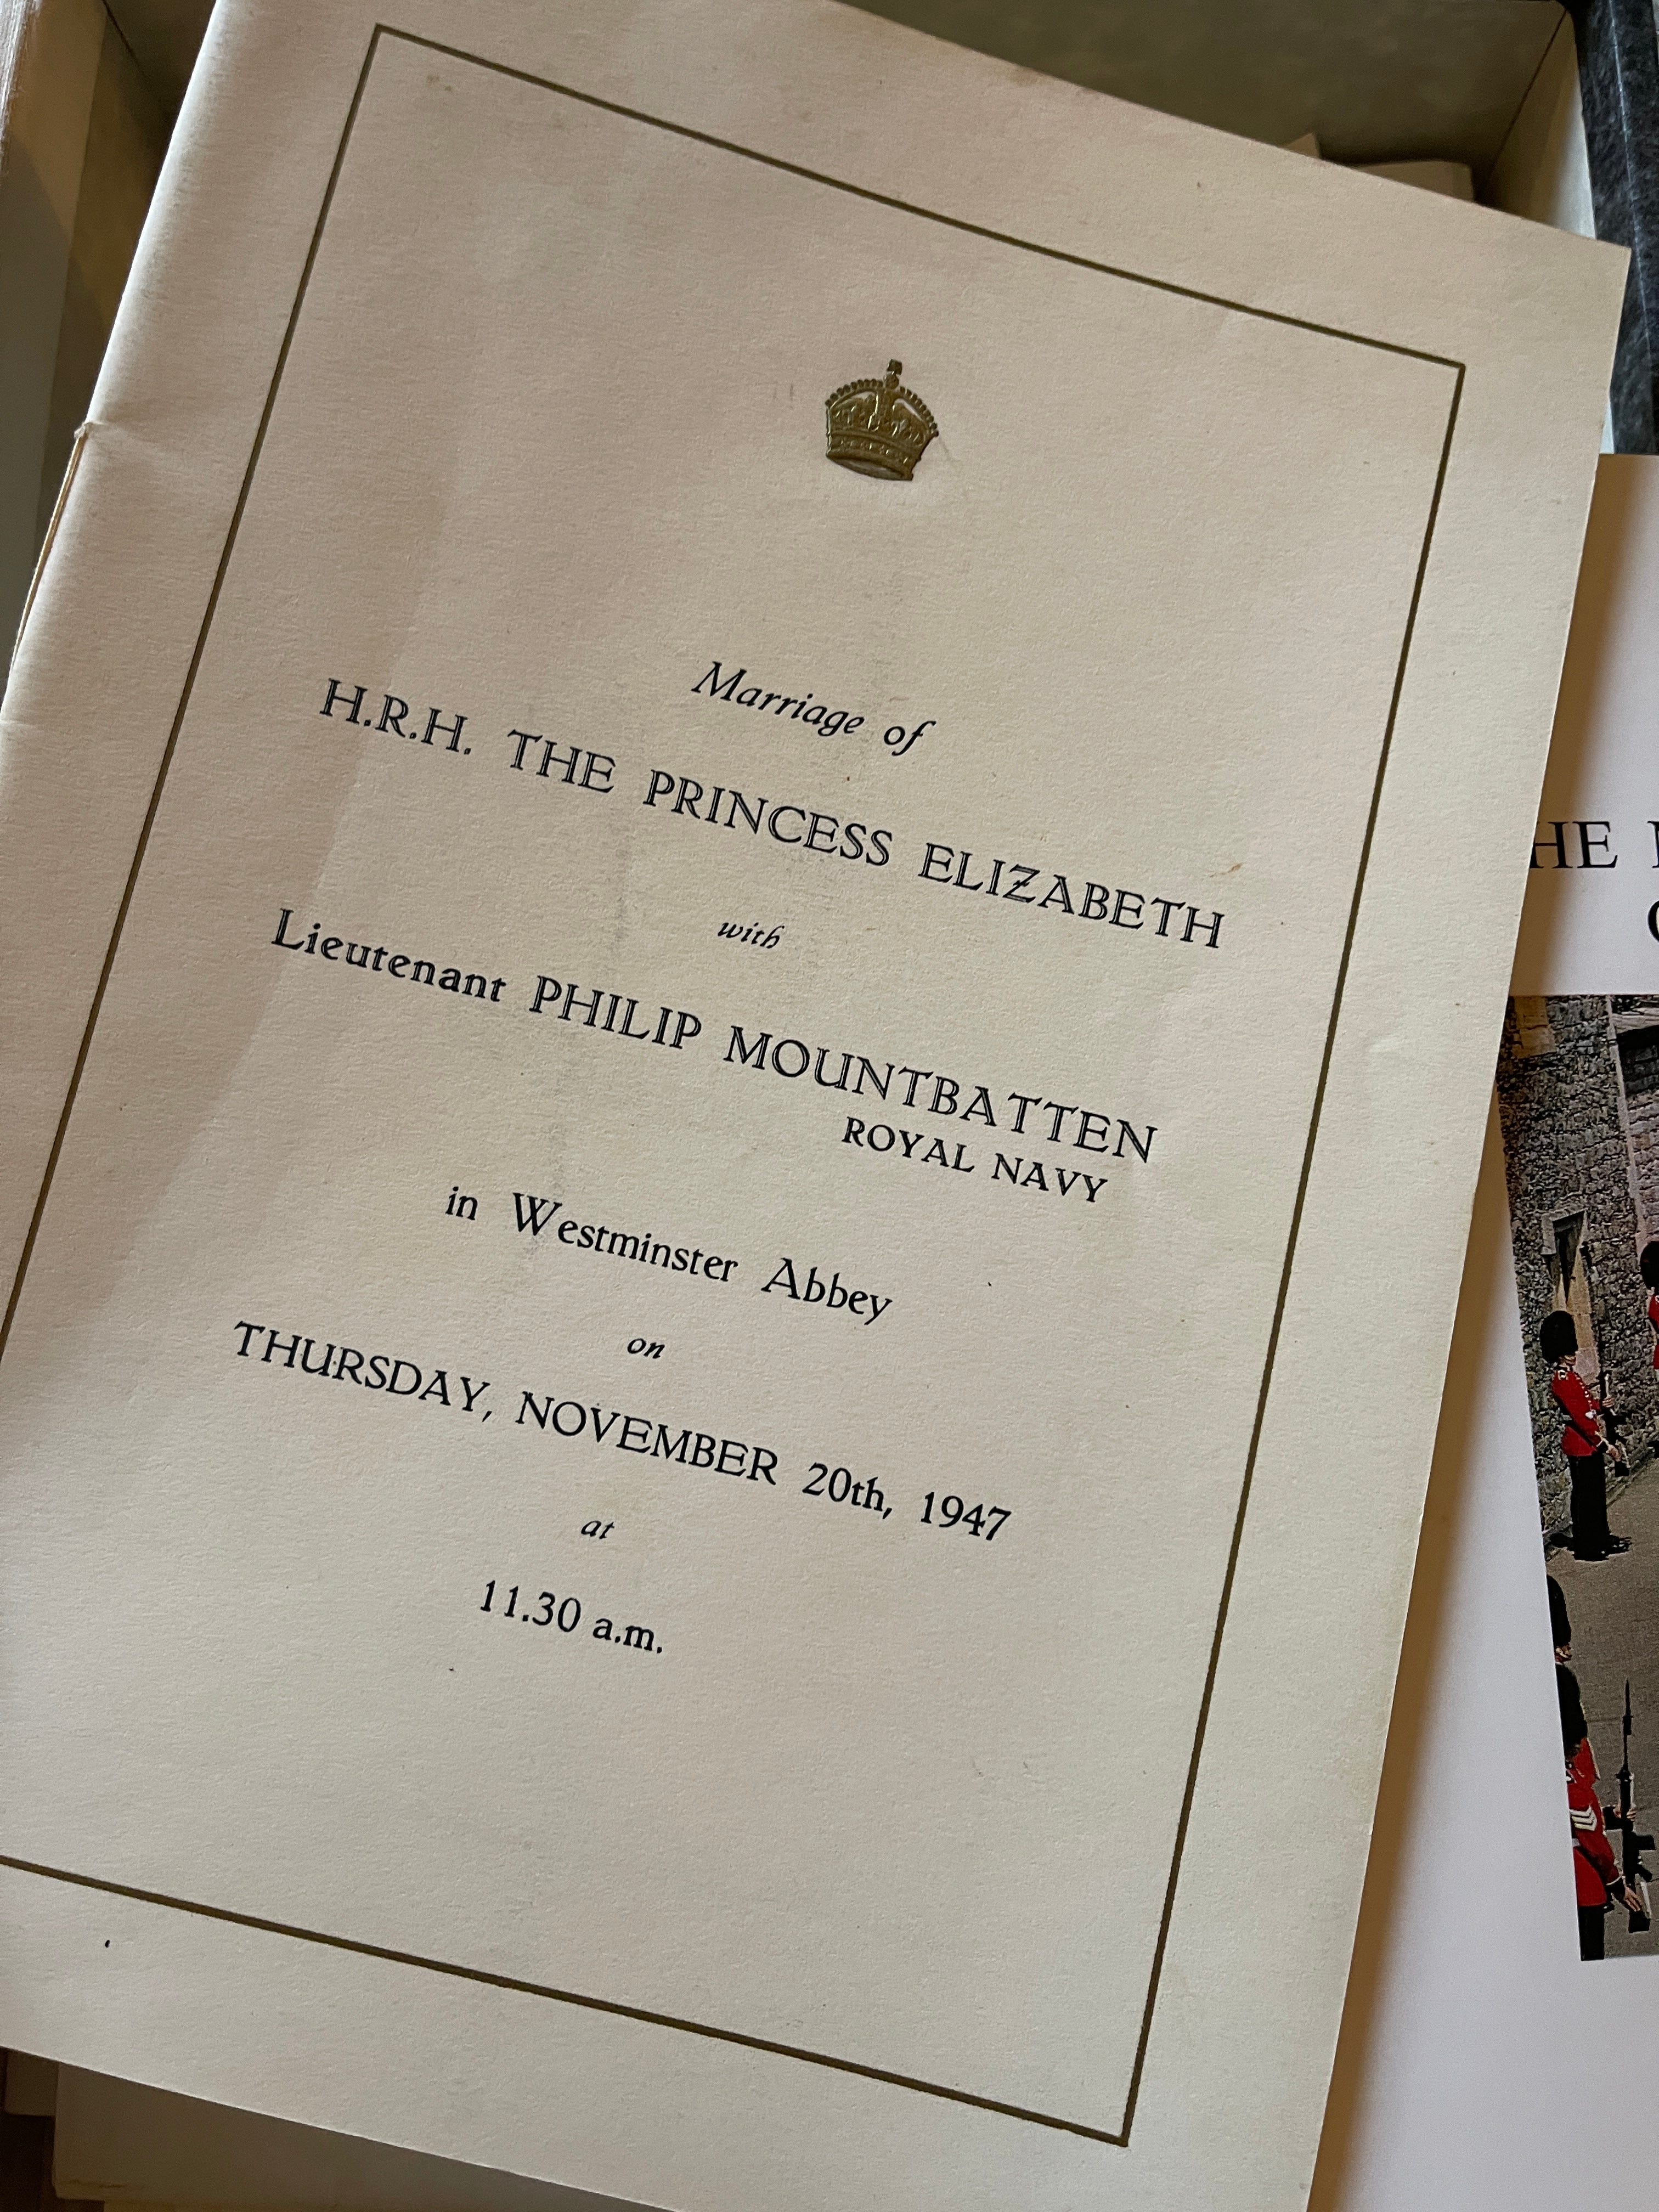 Marriage of
H.R.H. THE PRINCESS ELIZABETH
with
Lieutenant PHILIP MOUNTBATTEN
ROYAL NAVY
in Westminster Abbey
on
THURSDAY, NOVEMBER 20th, 1947
at
11.30 a.m.